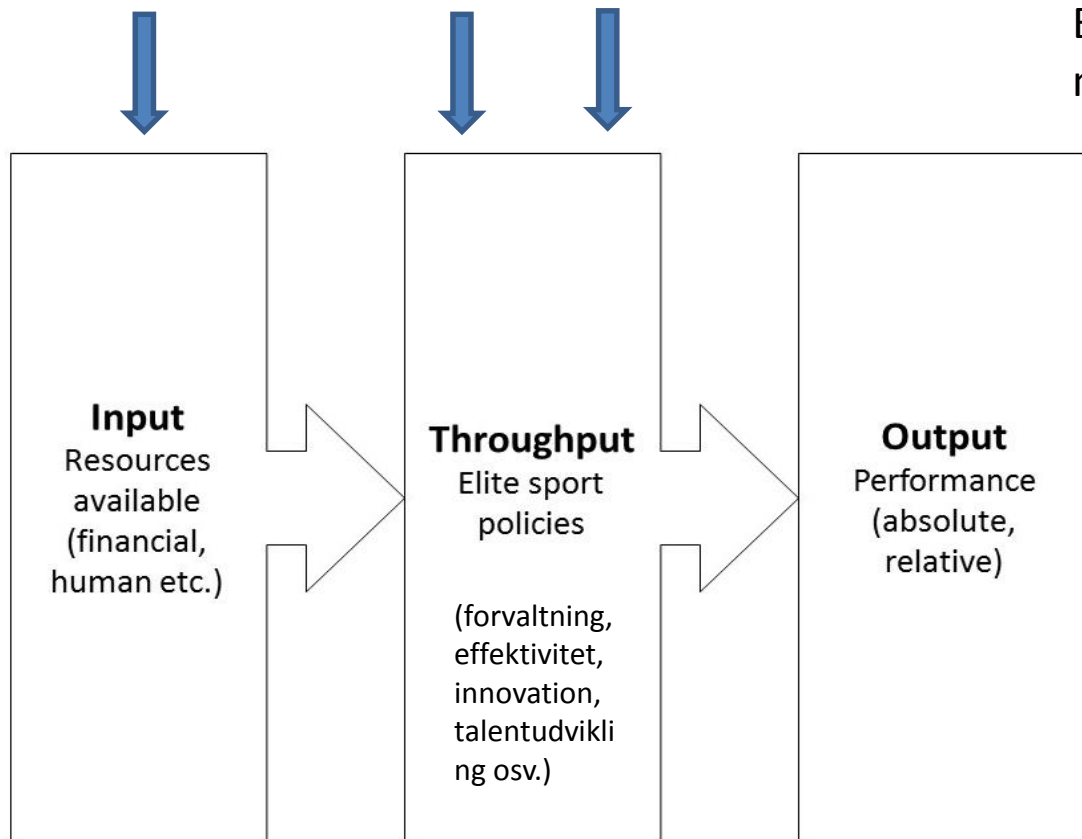 Input
Resources
available
(financial,
human etc.)
Throughput
Elite sport
policies
(forvaltning,
effektivitet,
innovation,
talentudvikli
ng osv.)
Output
Performance
(absolute,
relative)